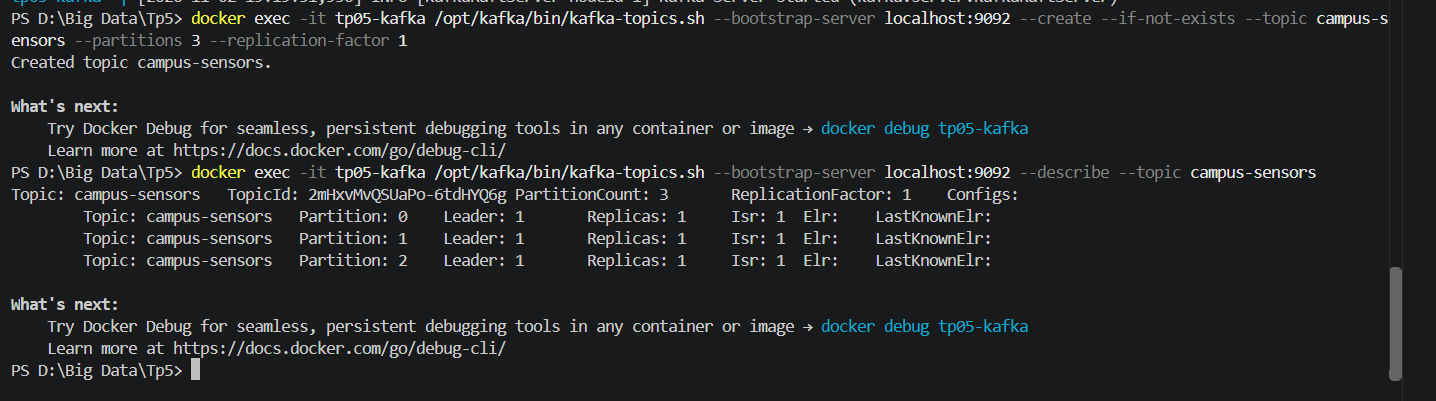 PS D:\Big Data\Tp5> docker exec -it tp05-kafka /opt/kafka/bin/kafka-topics.sh --bootstrap-server localhost:9092 --create --if-not-exists --topic campus-s
ensors --partitions 3 --replication-factor 1
Created topic campus-sensors.
What's next:
    Try Docker Debug for seamless, persistent debugging tools in any container or image → docker debug tp05-kafka
    Learn more at https://docs.docker.com/go/debug-cli/
PS D:\Big Data\Tp5> docker exec -it tp05-kafka /opt/kafka/bin/kafka-topics.sh --bootstrap-server localhost:9092 --describe --topic campus-sensors
Topic: campus-sensors   TopicId: 2mHxvMvQSUaPo-6tdHYQ6g PartitionCount: 3       ReplicationFactor: 1    Configs:
        Topic: campus-sensors   Partition: 0    Leader: 1       Replicas: 1     Isr: 1  Elr:    LastKnownElr:
        Topic: campus-sensors   Partition: 1    Leader: 1       Replicas: 1     Isr: 1  Elr:    LastKnownElr:
        Topic: campus-sensors   Partition: 2    Leader: 1       Replicas: 1     Isr: 1  Elr:    LastKnownElr:
What's next:
    Try Docker Debug for seamless, persistent debugging tools in any container or image → docker debug tp05-kafka
    Learn more at https://docs.docker.com/go/debug-cli/
PS D:\Big Data\Tp5>